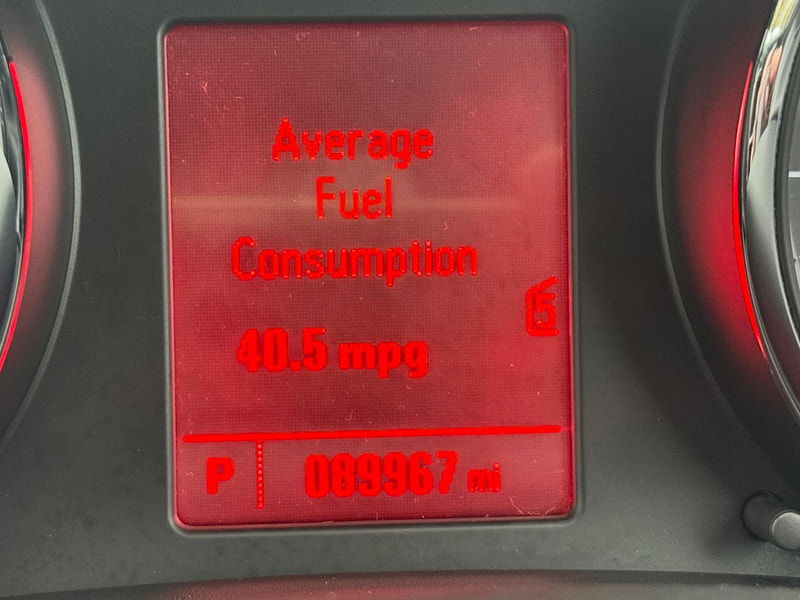 Average
Fuel
Consumption
40.5 mpg
P 089967 mi